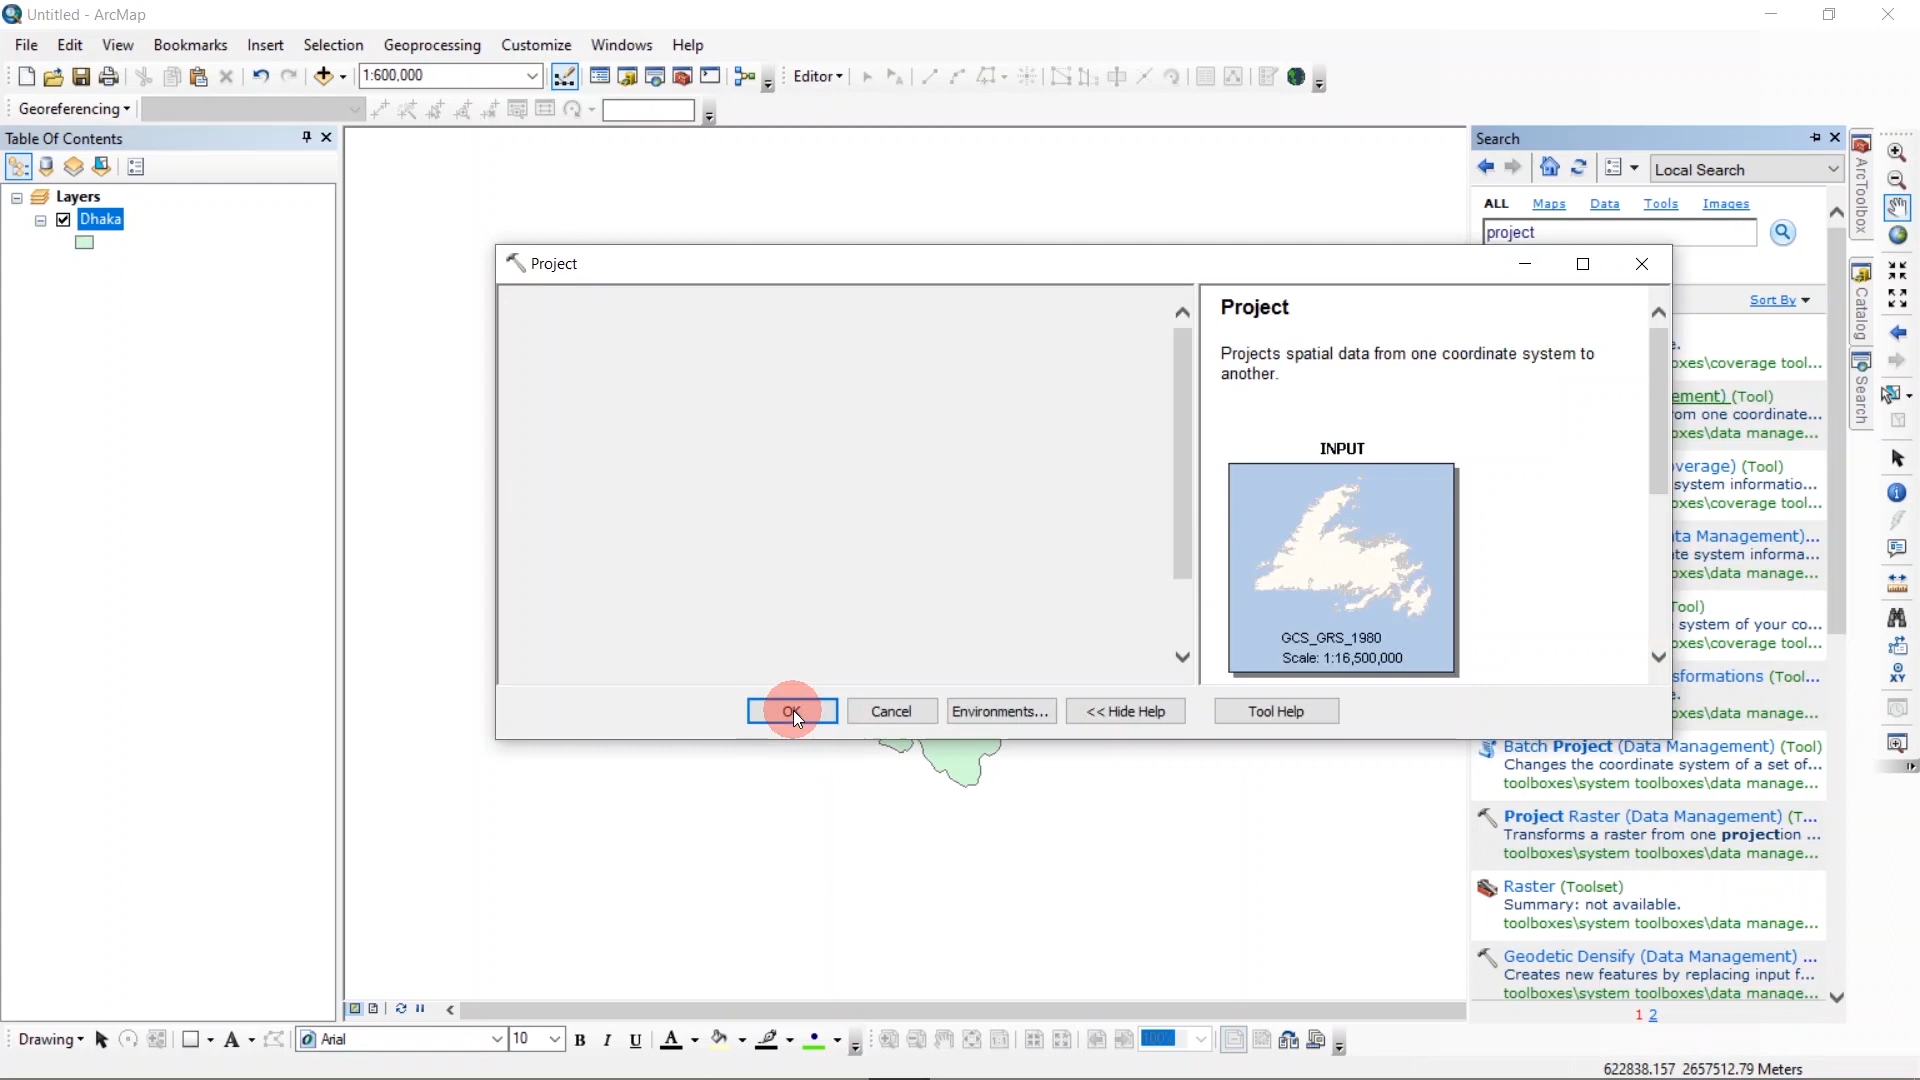 Untitled - ArcMap
File Edit View Bookmarks Insert Selection Geoprocessing Customize Windows Help
1:600,000
Editor
Georeferencing
Table Of Contents
Layers
Dhaka
Search
Local Search
ALL Maps Data Tools Images
project
Sort By
ArcToolbox
Catalog
Search
Project
Project
Projects spatial data from one coordinate system to
another.
INPUT
GCS_GRS_1980
Scale: 1:16,500,000
OK Cancel Environments... << Hide Help Tool Help
e.
oxes\coverage tool...
ement) (Tool)
om one coordinate...
oxes\data manage...
verage) (Tool)
system informatio...
oxes\coverage tool...
ta Management)...
te system informa...
oxes\data manage...
ool)
system of your co...
oxes\coverage tool...
sformations (Tool...
oxes\data manage...
Batch Project (Data Management) (Tool)
Changes the coordinate system of a set of...
toolboxes\system toolboxes\data manage...
Project Raster (Data Management) (T...
Transforms a raster from one projection ...
toolboxes\system toolboxes\data manage...
Raster (Toolset)
Summary: not available.
toolboxes\system toolboxes\data manage...
Geodetic Densify (Data Management) ...
Creates new features by replacing input f...
toolboxes\system toolboxes\data manage...
1 2
Drawing
A
Arial
10
B I U A
100%
622838.157 2657512.79 Meters